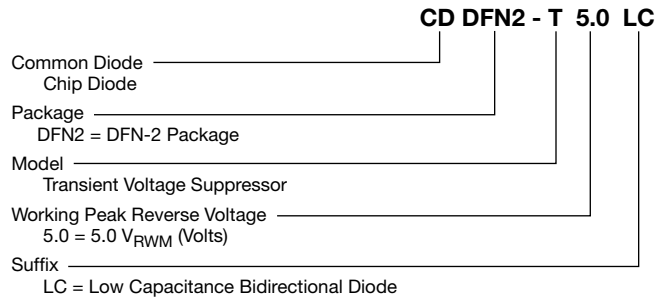 CD DFN2 - T 5.0 LC
Common Diode
Chip Diode
Package
DFN2 = DFN-2 Package
Model
Transient Voltage Suppressor
Working Peak Reverse Voltage
5.0 = 5.0 VRWM (Volts)
Suffix
LC = Low Capacitance Bidirectional Diode